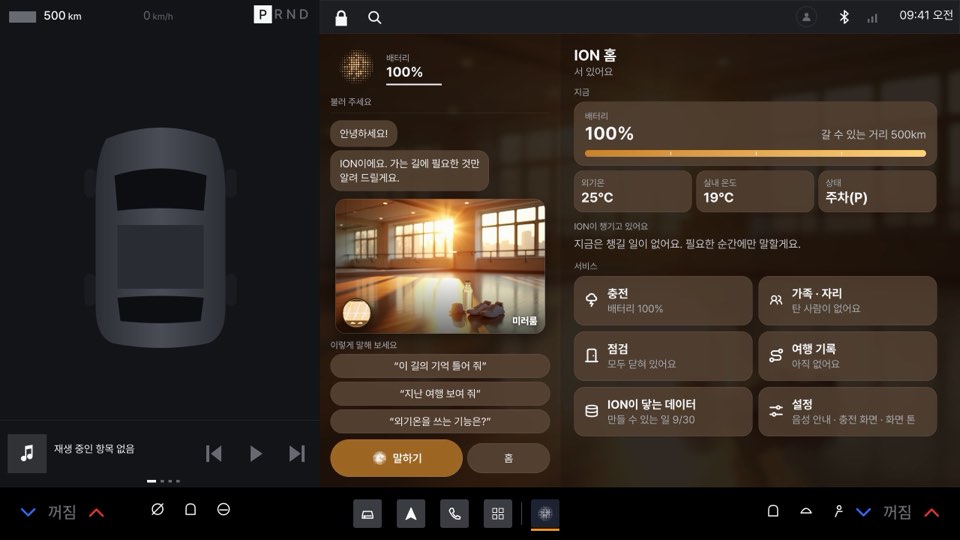 500 km
0 km/h
P R N D
09:41 오전
배터리
100%
불러 주세요
안녕하세요!
ION이에요. 가는 길에 필요한 것만
알려 드릴게요.
미러룸
이렇게 말해 보세요
“이 길의 기억 틀어 줘”
“지난 여행 보여 줘”
“외기온을 쓰는 기능은?”
말하기
홈
ION 홈
서 있어요
지금
배터리
100%
갈 수 있는 거리 500km
외기온
25°C
실내 온도
19°C
상태
주차(P)
ION이 챙기고 있어요
지금은 챙길 일이 없어요. 필요한 순간에만 말할게요.
서비스
충전
배터리 100%
가족 · 자리
탄 사람이 없어요
점검
모두 닫혀 있어요
여행 기록
아직 없어요
ION이 닿는 데이터
만들 수 있는 일 9/30
설정
음성 안내 · 충전 화면 · 화면 톤
재생 중인 항목 없음
꺼짐
꺼짐